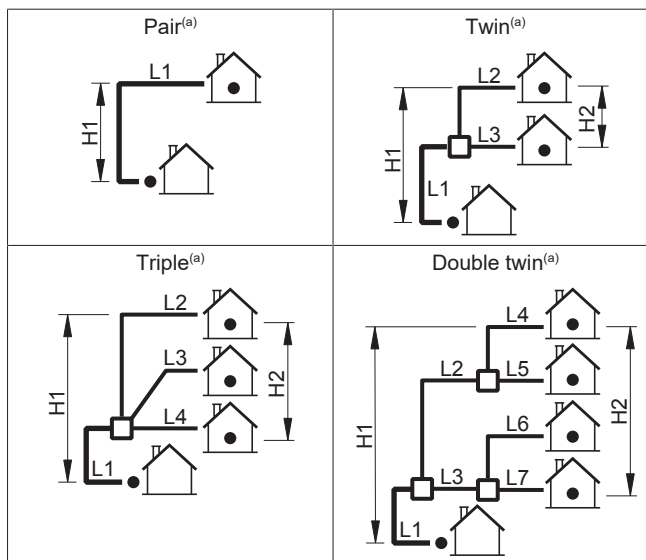 Pair(a)
L1
H1
Twin(a)
L2
L3
H2
H1
L1
Triple(a)
L2
L3
L4
H2
H1
L1
Double twin(a)
L4
L2
L5
H1
H2
L6
L3
L7
L1